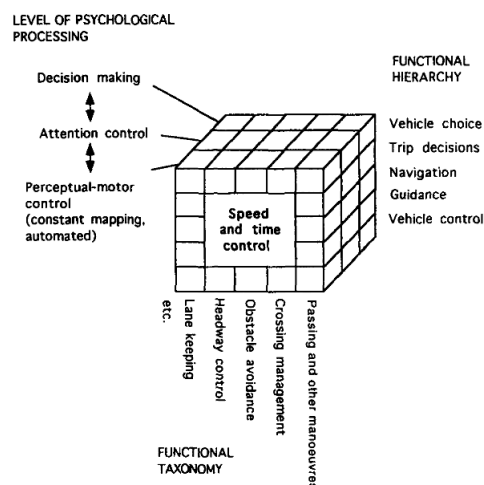 LEVEL OF PSYCHOLOGICAL
PROCESSING
Decision making
Attention control
Perceptual-motor
control
(constant mapping,
automated)
FUNCTIONAL
HIERARCHY
Vehicle choice
Trip decisions
Navigation
Guidance
Vehicle control
Speed
and time
control
etc.
Lane keeping
Headway control
Obstacle avoidance
Crossing management
Passing and other manoeuvres
FUNCTIONAL
TAXONOMY